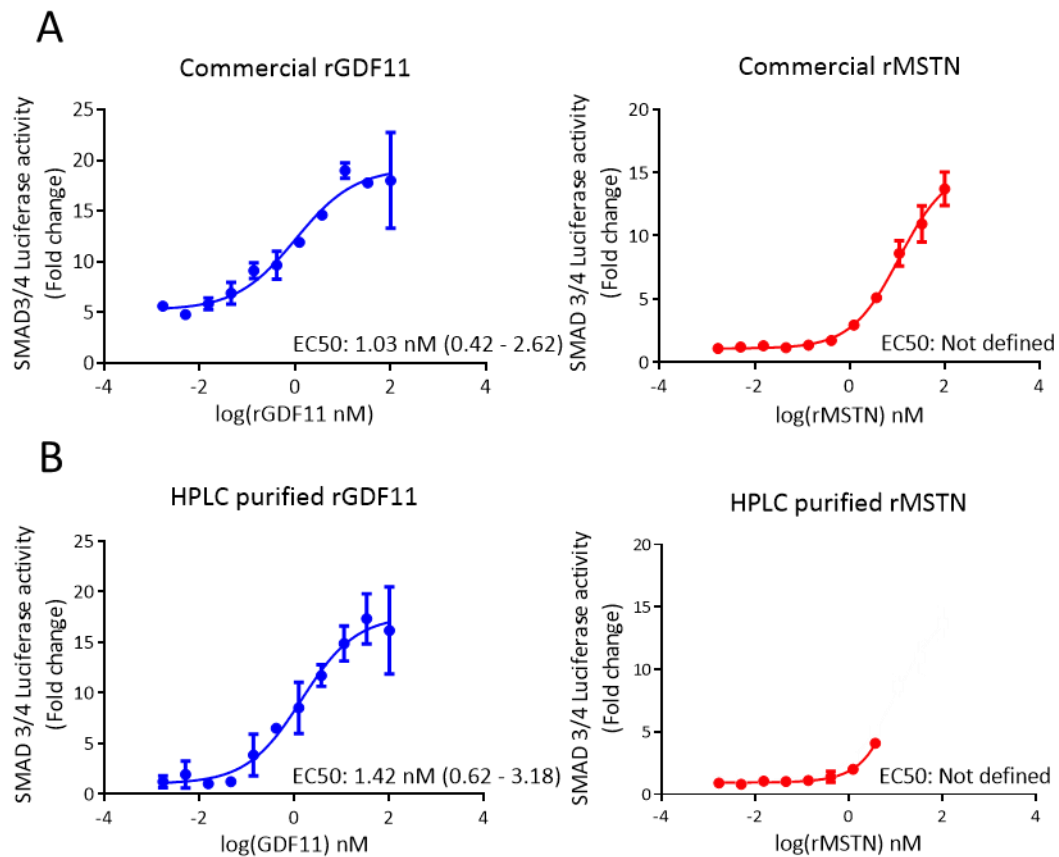 A
Commercial rGDF11
SMAD3/4 Luciferase activity
(Fold change)
25
20
15
10
5
0
EC50: 1.03 nM (0.42 - 2.62)
-4
-2
0
2
4
log(rGDF11 nM)
Commercial rMSTN
SMAD 3/4 Luciferase activity
(Fold change)
20
15
10
5
0
EC50: Not defined
-4
-2
0
2
4
log(rMSTN) nM
B
HPLC purified rGDF11
SMAD 3/4 Luciferase activity
(Fold change)
25
20
15
10
5
0
EC50: 1.42 nM (0.62 - 3.18)
-4
-2
0
2
4
log(GDF11) nM
HPLC purified rMSTN
SMAD 3/4 Luciferase activity
(Fold change)
20
15
10
5
0
EC50: Not defined
-4
-2
0
2
4
log(rMSTN) nM